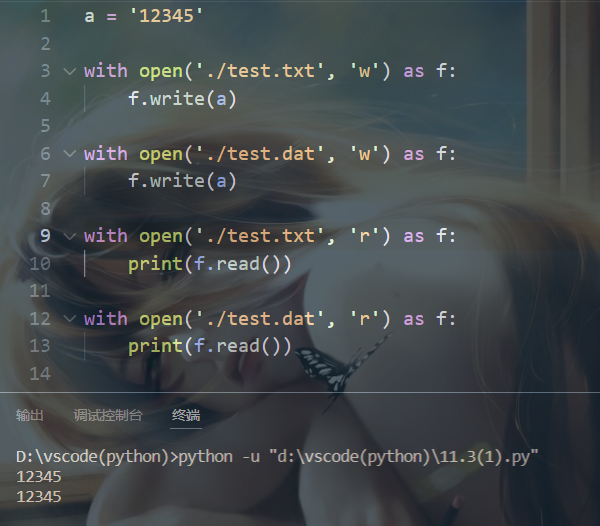 1 a = '12345'
2
3 with open('./test.txt', 'w') as f:
4     f.write(a)
5
6 with open('./test.dat', 'w') as f:
7     f.write(a)
8
9 with open('./test.txt', 'r') as f:
10     print(f.read())
11
12 with open('./test.dat', 'r') as f:
13     print(f.read())
14
输出 调试控制台 终端
D:\vscode(python)>python -u "d:\vscode(python)\11.3(1).py"
12345
12345